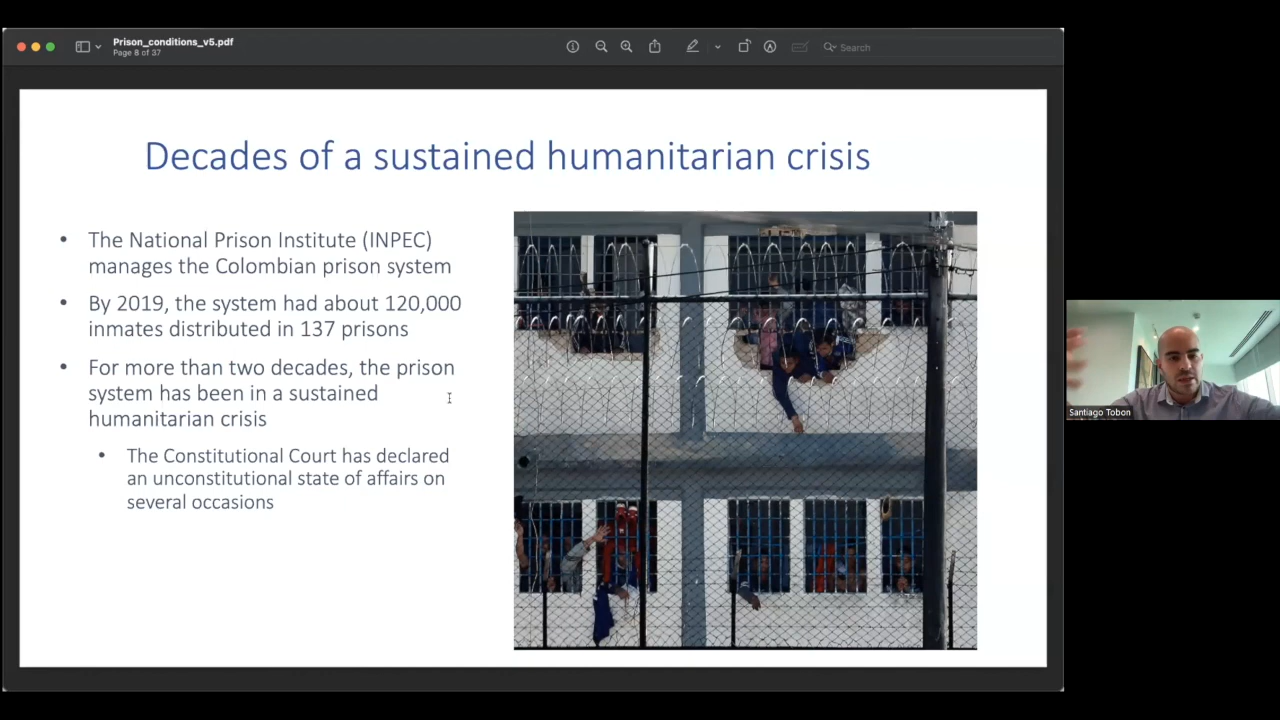 Prison_conditions_v5.pdf
Page 8 of 37
Search
Decades of a sustained humanitarian crisis
• The National Prison Institute (INPEC)
manages the Colombian prison system
• By 2019, the system had about 120,000
inmates distributed in 137 prisons
• For more than two decades, the prison
system has been in a sustained
humanitarian crisis
• The Constitutional Court has declared
an unconstitutional state of affairs on
several occasions
Santiago Tobon